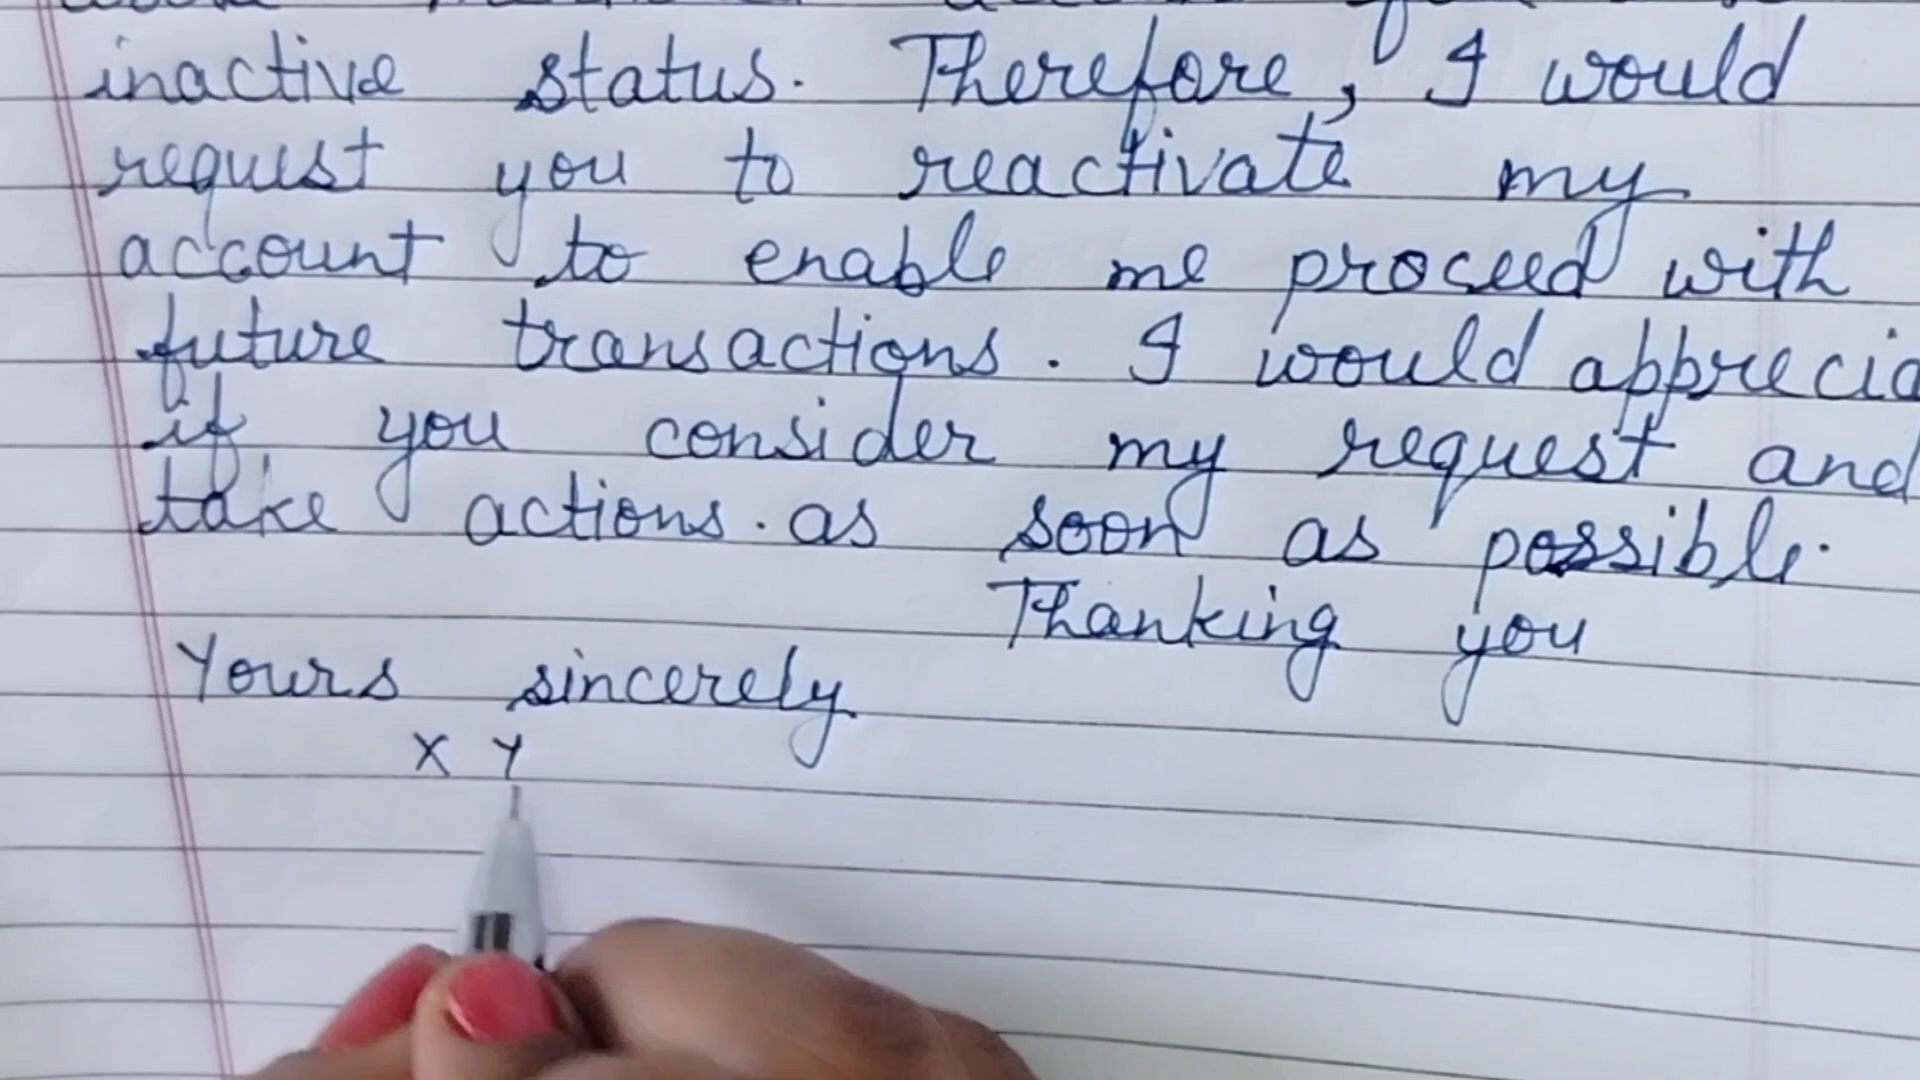 inactive status. Therefore, I would
request you to reactivate my
account to enable me proceed with
future transactions. I would apprecia
if you consider my request and
take actions. as soon as possible.
Thanking you
Yours sincerely
X Y